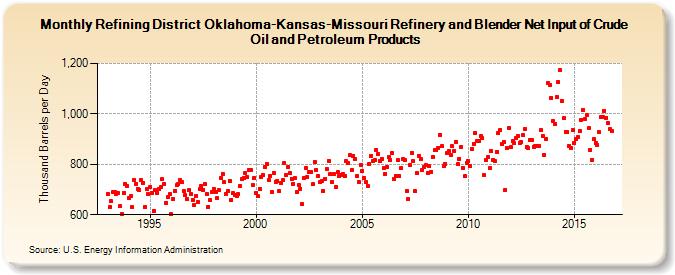 Monthly Refining District Oklahoma-Kansas-Missouri Refinery and Blender Net Input of Crude
Oil and Petroleum Products
Thousand Barrels per Day
1,200
1,000
800
600
1995
2000
2005
2010
2015
Source: U.S. Energy Information Administration